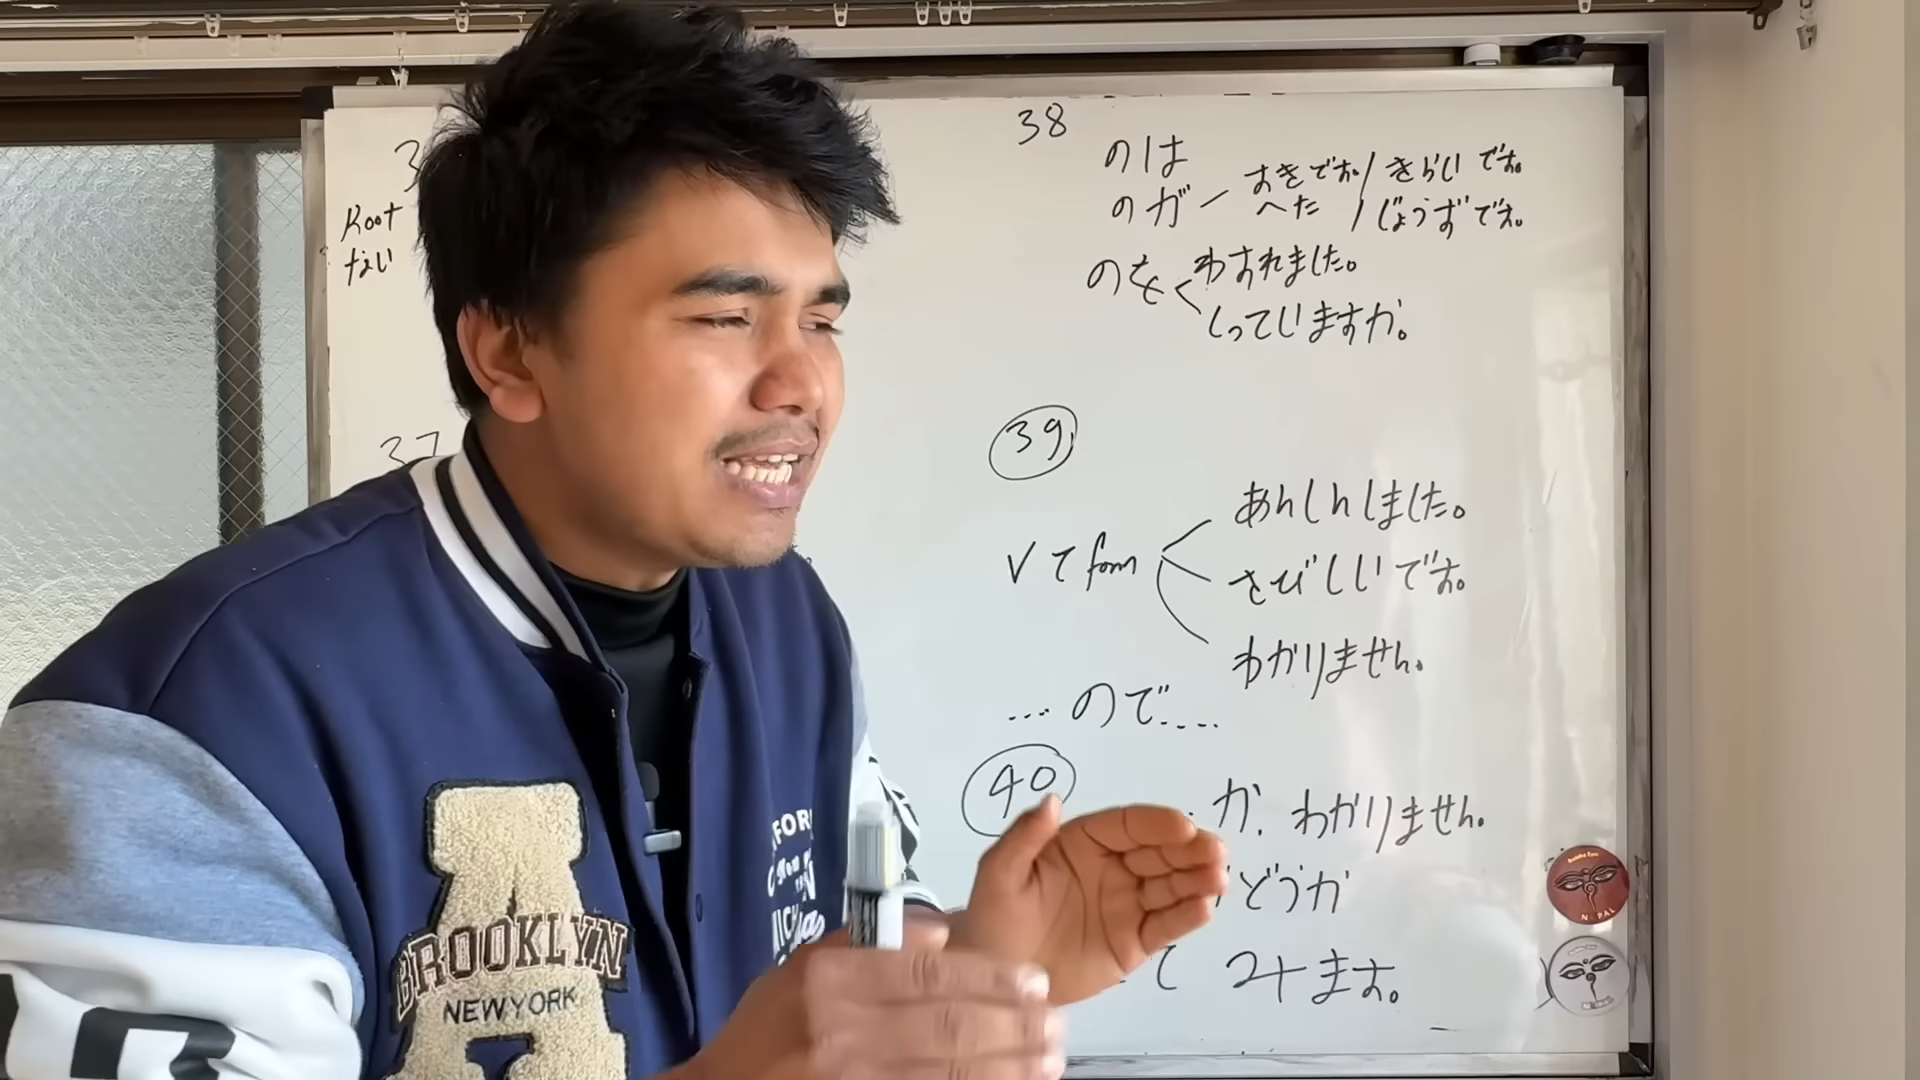 Root
ない
37
38
のは
のが - すきです。/ きらいです。
へた / じょうずです。
のを < わすれました。
しっていますか。
39
V て form
あんしんしました。
さびしいです。
わかりません。
.... ので ....
40
か. わかりません。
どうか
て みます。
BROOKLYN
NEW YORK
NEPAL